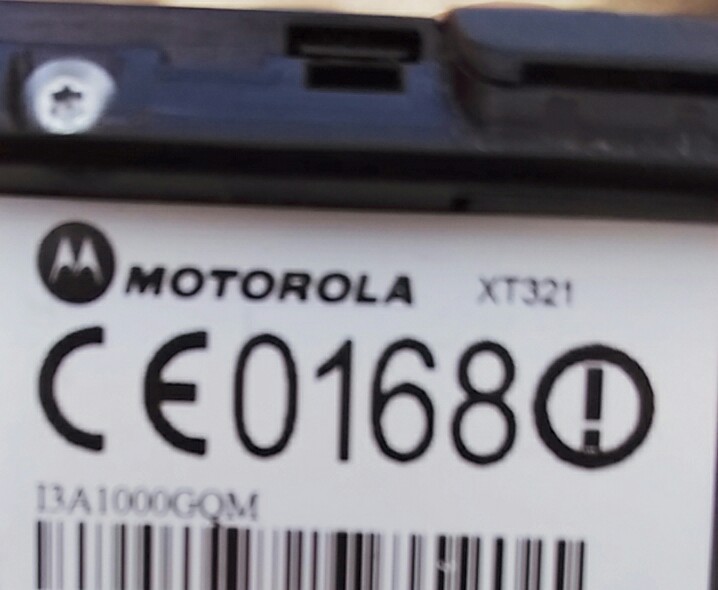 MOTOROLA XT321
CE0168
I3A1000GQM